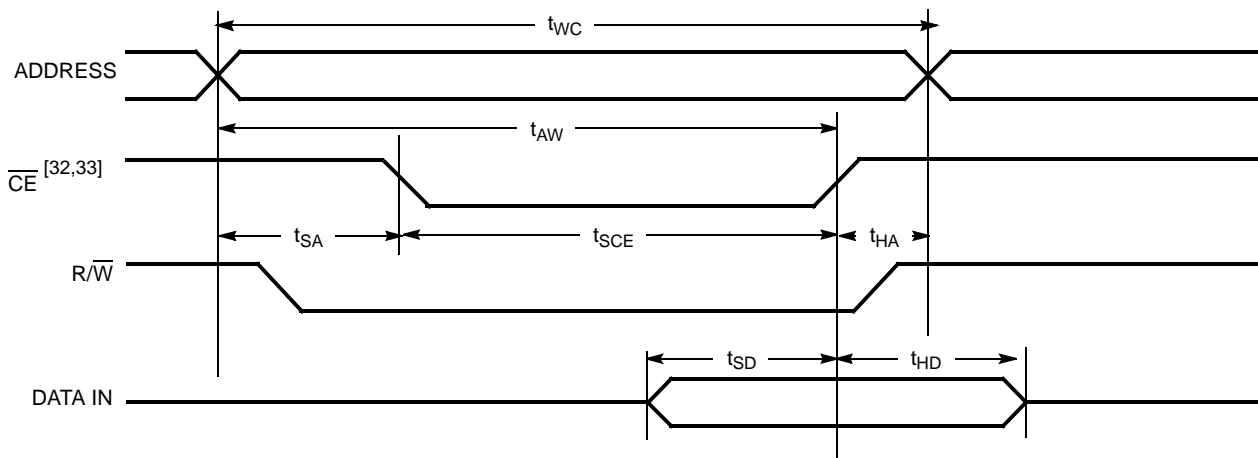 tWC
ADDRESS
tAW
CE [32,33]
tSA
tSCE
tHA
R/W
tSD
tHD
DATA IN